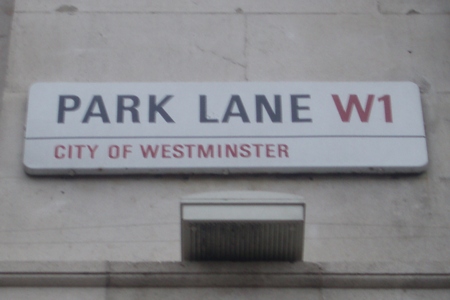 PARK LANE W1
CITY OF WESTMINSTER